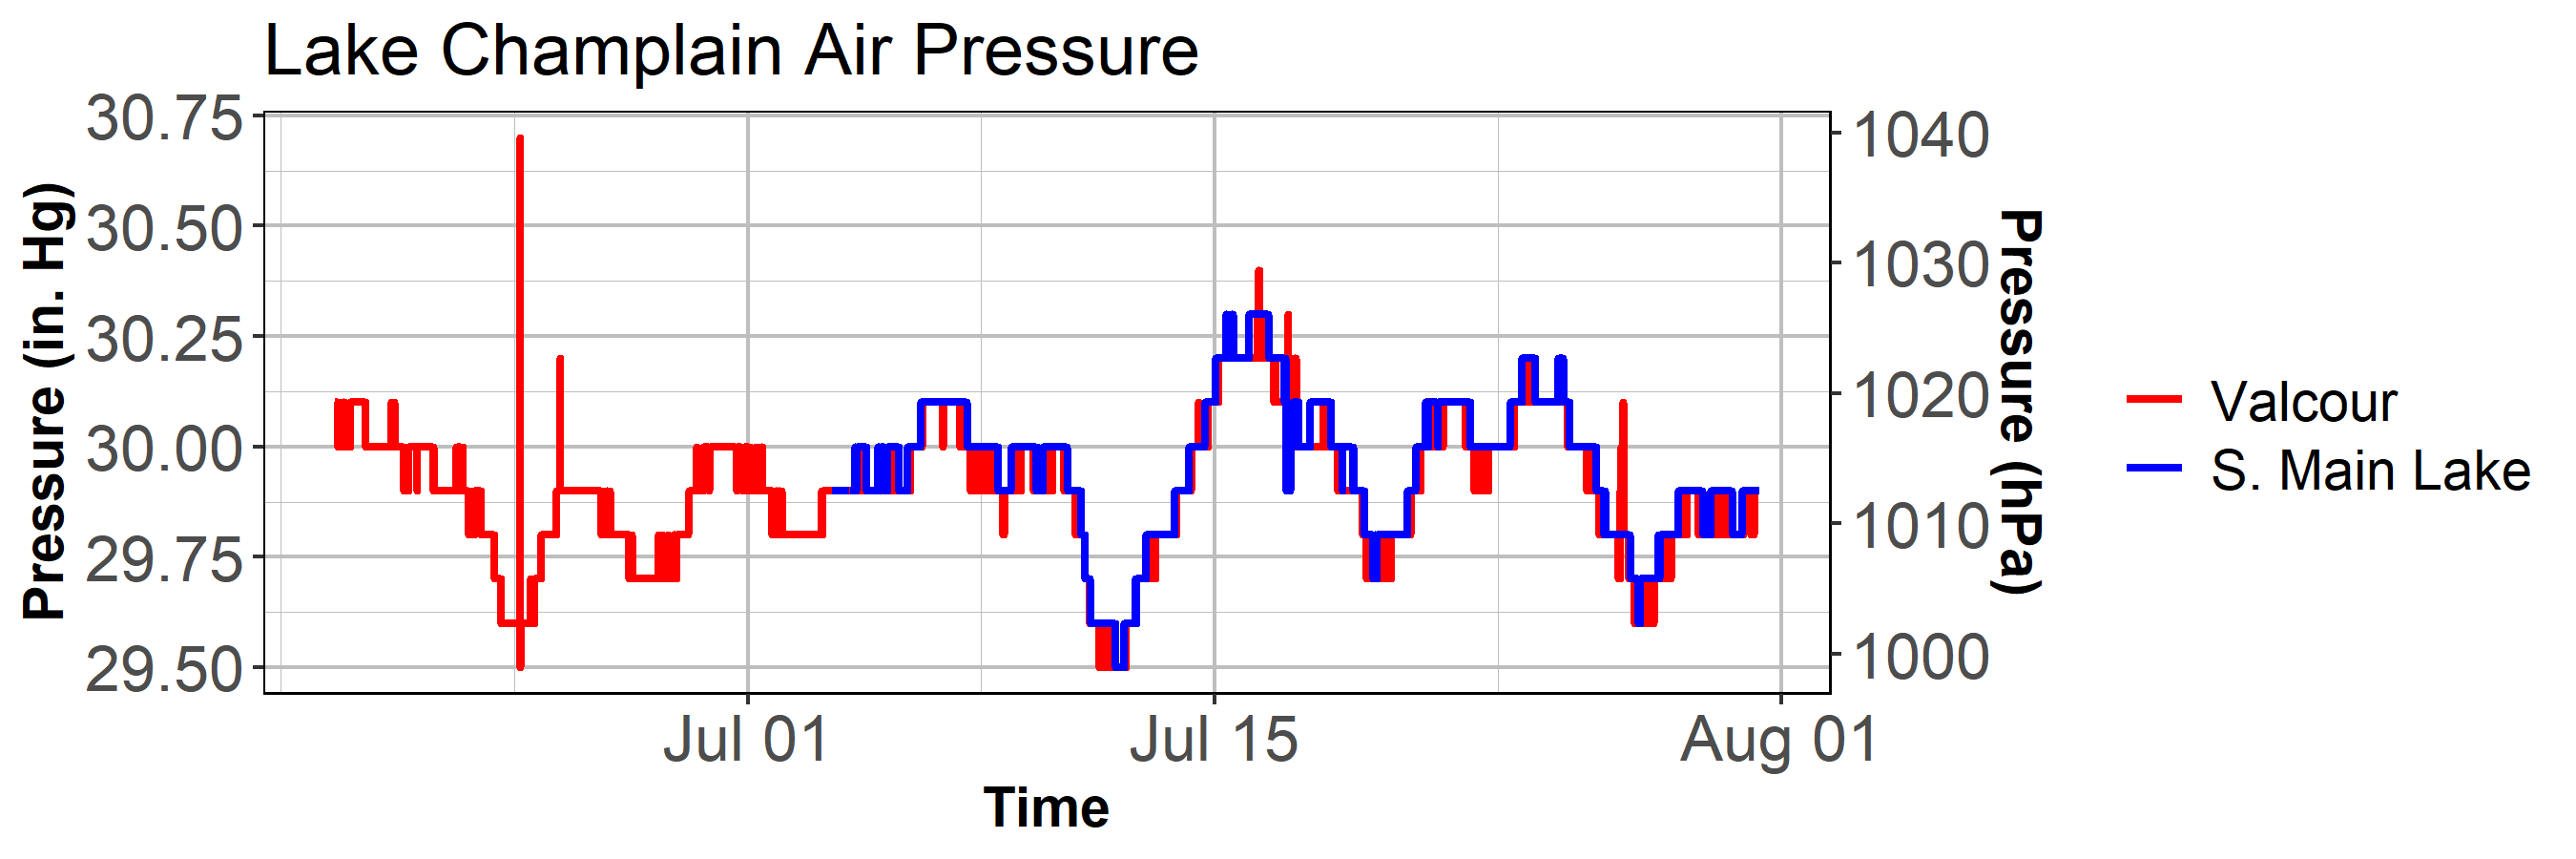 Lake Champlain Air Pressure
Pressure (in. Hg)
30.75
30.50
30.25
30.00
29.75
29.50
1040
1030
1020
1010
1000
Pressure (hPa)
Jul 01
Jul 15
Aug 01
Time
Valcour
S. Main Lake